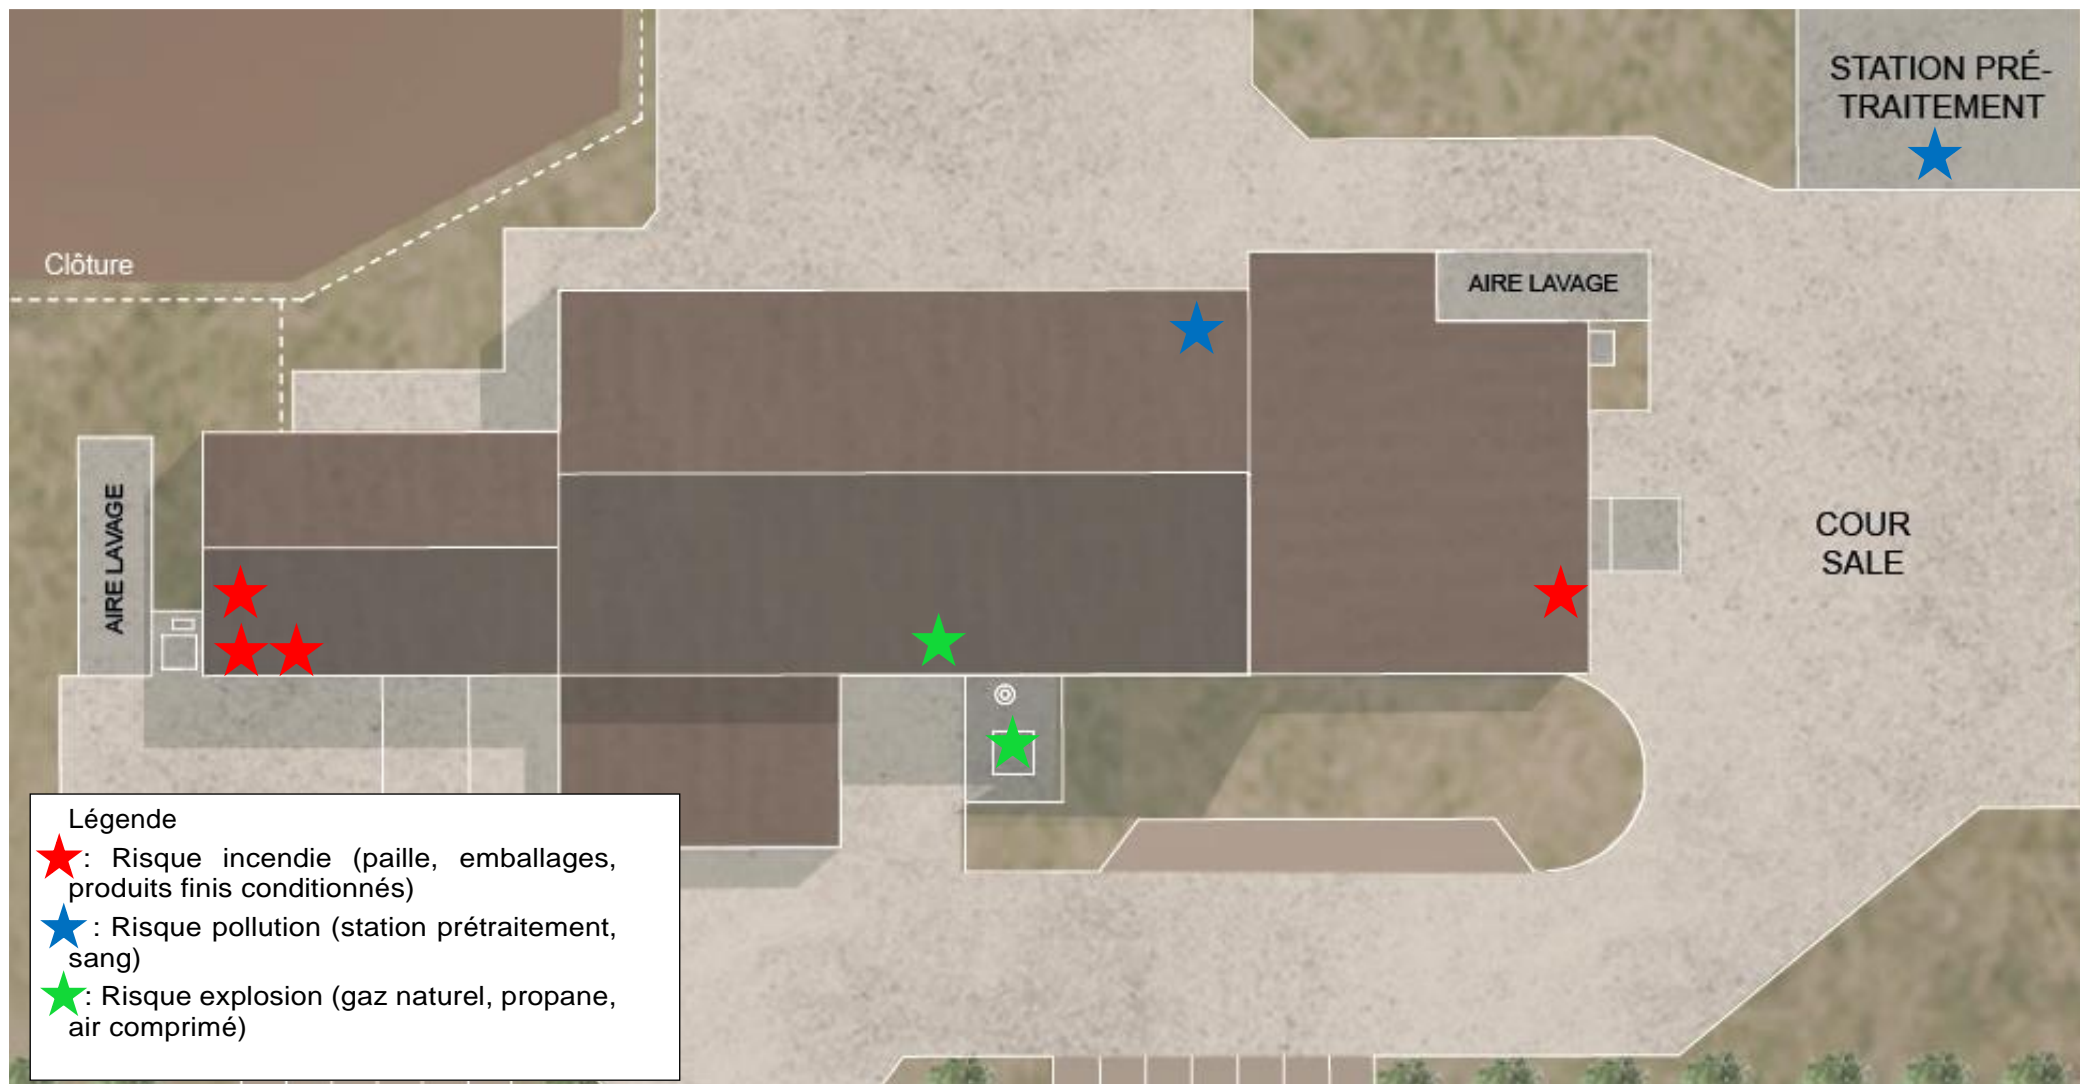 STATION PRÉ-
TRAITEMENT
Clôture
AIRE LAVAGE
AIRE LAVAGE
COUR
SALE
Légende
: Risque incendie (paille, emballages,
produits finis conditionnés)
: Risque pollution (station prétraitement,
sang)
: Risque explosion (gaz naturel, propane,
air comprimé)